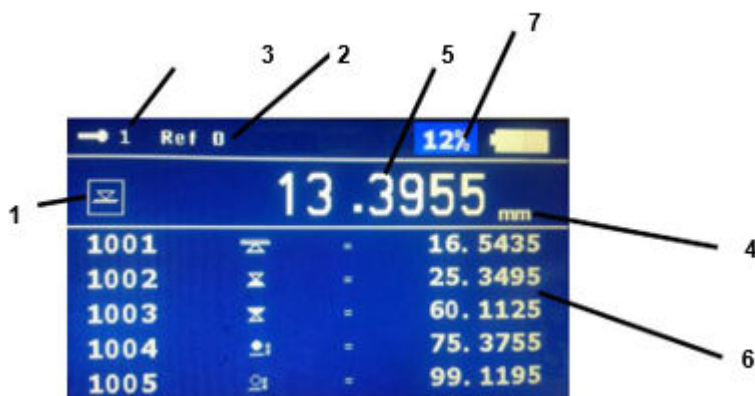 3 2 5 7
1 Ref 0 12%
1 13.3955 mm
4
1001 = 16.5435
1002 = 25.3495
1003 = 60.1125
6
1004 = 75.3755
1005 = 99.1195